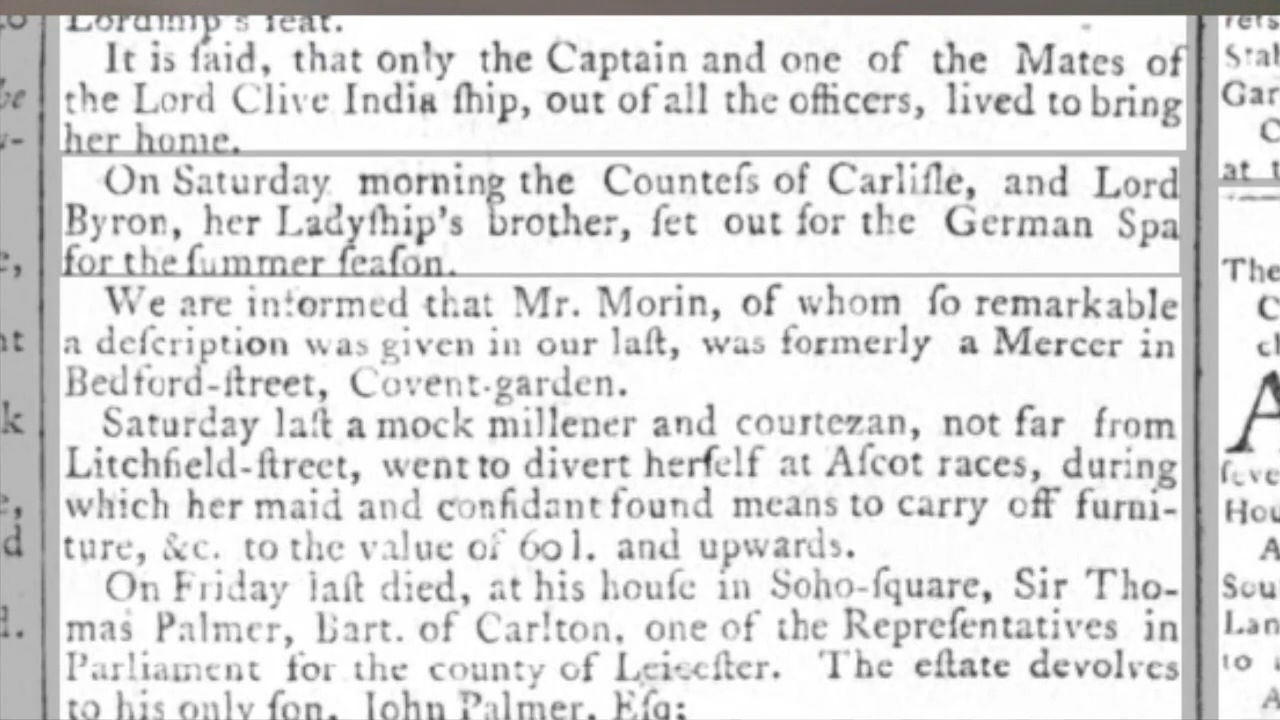 Lordship's ſeat.
It is ſaid, that only the Captain and one of the Mates of
the Lord Clive India ſhip, out of all the officers, lived to bring
her home.
On Saturday morning the Counteſs of Carliſle, and Lord
Byron, her Ladyſhip's brother, ſet out for the German Spa
for the ſummer ſeaſon.
We are informed that Mr. Morin, of whom ſo remarkable
a deſcription was given in our laſt, was formerly a Mercer in
Bedford-ſtreet, Covent-garden.
Saturday laſt a mock millener and courtezan, not far from
Litchfield-ſtreet, went to divert herſelf at Aſcot races, during
which her maid and confidant found means to carry off furni-
ture, &c. to the value of 60 l. and upwards.
On Friday laſt died, at his houſe in Soho-ſquare, Sir Tho-
mas Palmer, Bart. of Carlton, one of the Repreſentatives in
Parliament for the county of Leiceſter. The eſtate devolves
to his only ſon, John Palmer, Eſq;
Gar
C
at t
The
C
A
ſeve
Hou
A
Sou
Lan
to
A